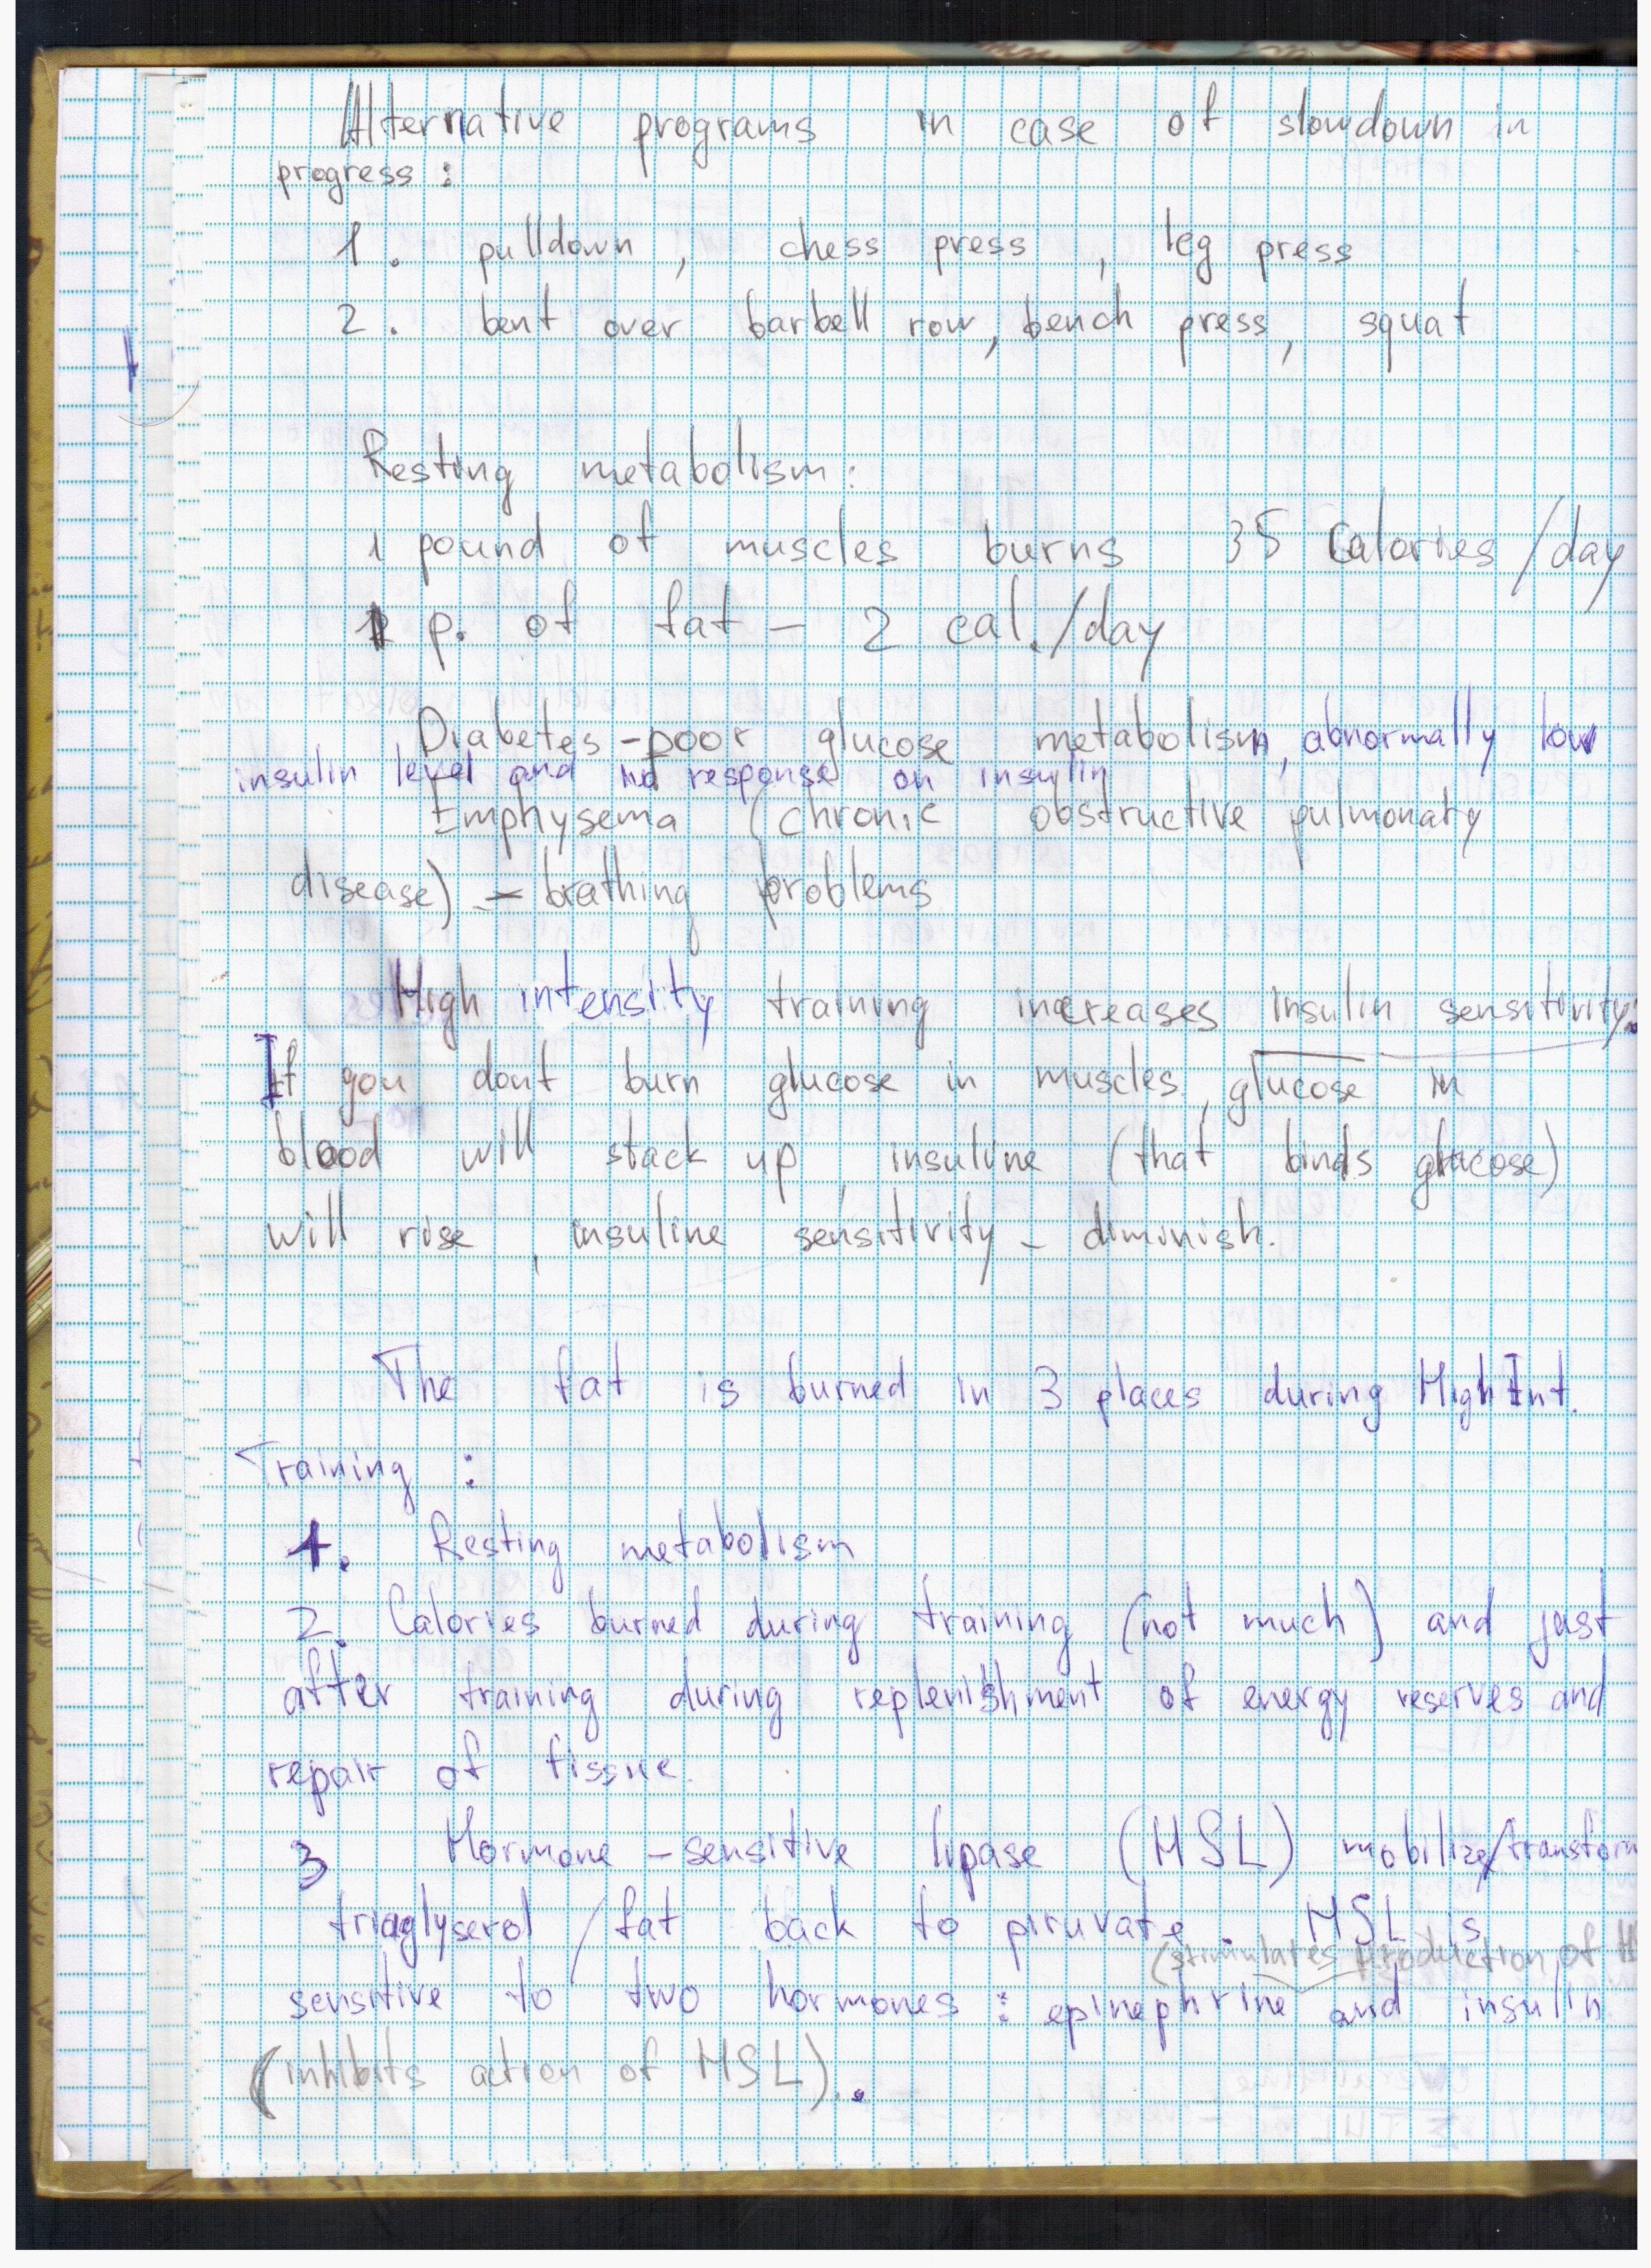 Alternative programs in case of slowdown in
progress :
1. pulldown, chess press, leg press
2. bent over barbell row, bench press, squat
Resting metabolism:
1 pound of muscles burns 35 Calories/day
1 p. of fat - 2 cal./day
Diabetes - poor glucose metabolism, abnormally low
insulin level and no response on insulin
Emphysema (chronic obstructive pulmonary
disease) - brathing problems
High intensity training increases insulin sensitivity.
If you dont burn glucose in muscles, glucose in
blood will stack up, insuline (that binds glucose)
will rise, insuline sensitivity - diminish.
The fat is burned in 3 places during High Int.
Training :
1. Resting metabolism
2. Calories burned during training (not much) and just
after training during replenishment of energy reserves and
repair of tissue.
3 Hormone-sensitive lipase (HSL) mobilize/transform
triaglyserol/fat back to piruvate. HSL is
(stimulates production of H
sensitive to two hormones: epinephrine and insulin
(inhibits action of HSL).